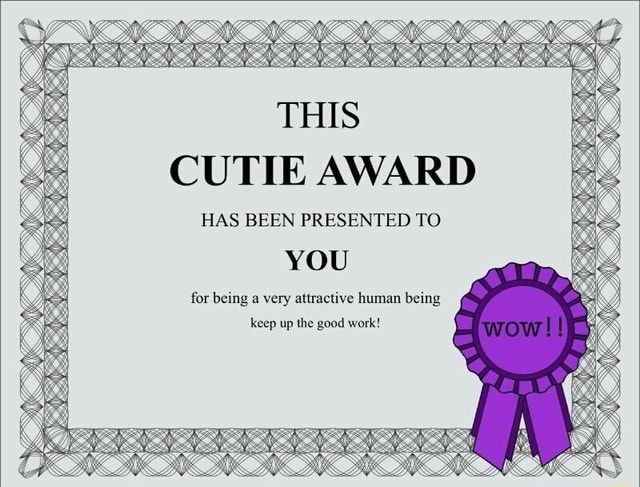 THIS
CUTIE AWARD
HAS BEEN PRESENTED TO
YOU
for being a very attractive human being
keep up the good work!
wow!!